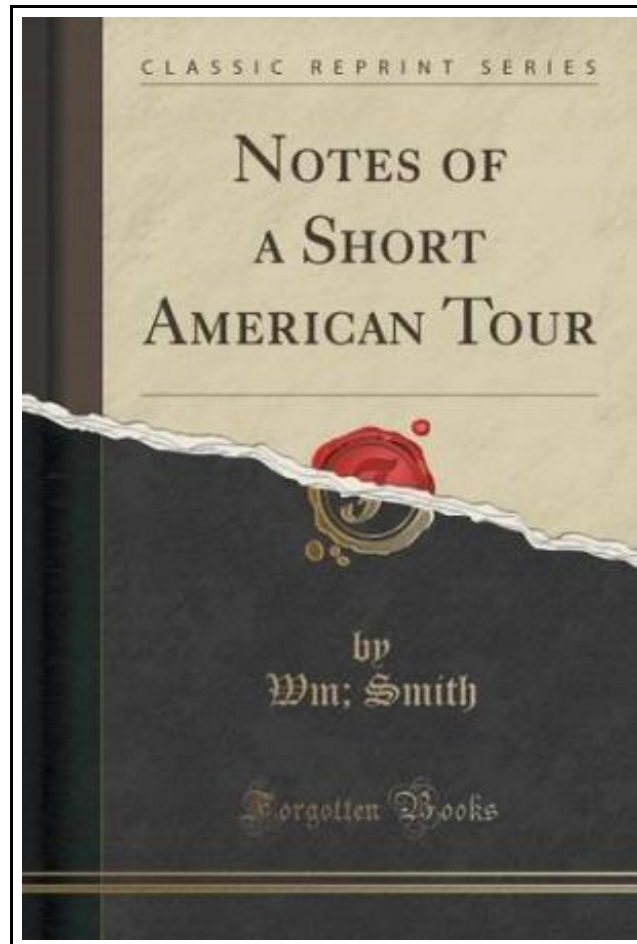 CLASSIC REPRINT SERIES
NOTES OF
A SHORT
AMERICAN TOUR
F
by
Wm; Smith
Forgotten Books